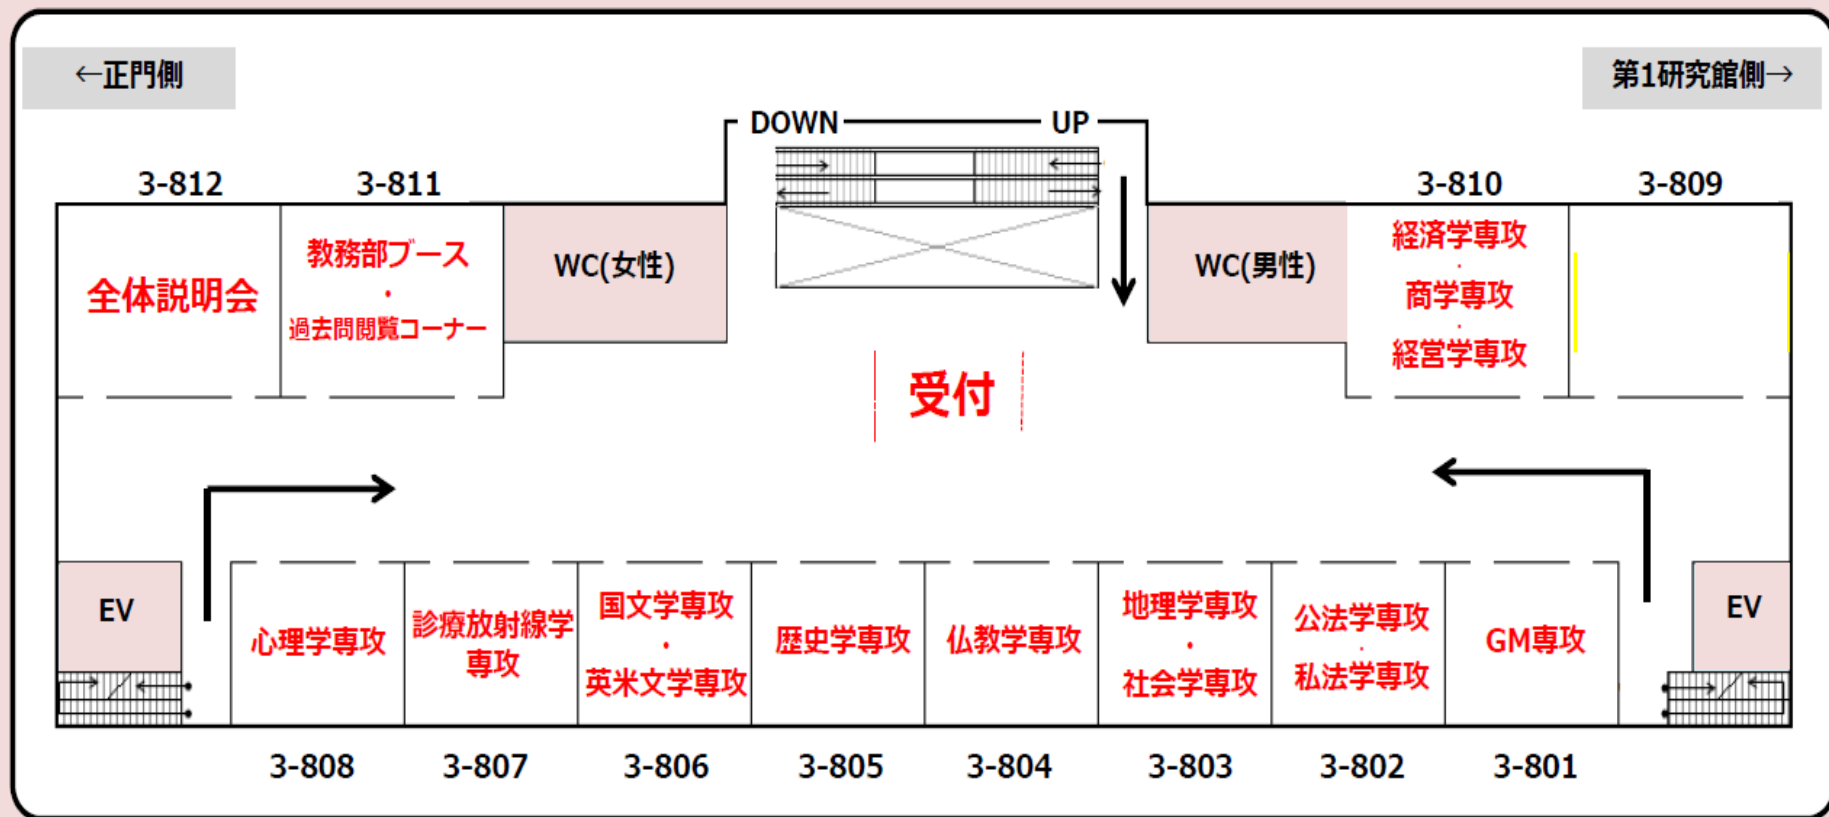 ←正門側
第1研究館側→
DOWN
UP
3-812
3-811
3-810
3-809
全体説明会
教務部ブース
・
過去問閲覧コーナー
WC(女性)
WC(男性)
経済学専攻
・
商学専攻
・
経営学専攻
受付
EV
心理学専攻
診療放射線学
専攻
国文学専攻
・
英米文学専攻
歴史学専攻
仏教学専攻
地理学専攻
・
社会学専攻
公法学専攻
・
私法学専攻
GM専攻
EV
3-808
3-807
3-806
3-805
3-804
3-803
3-802
3-801